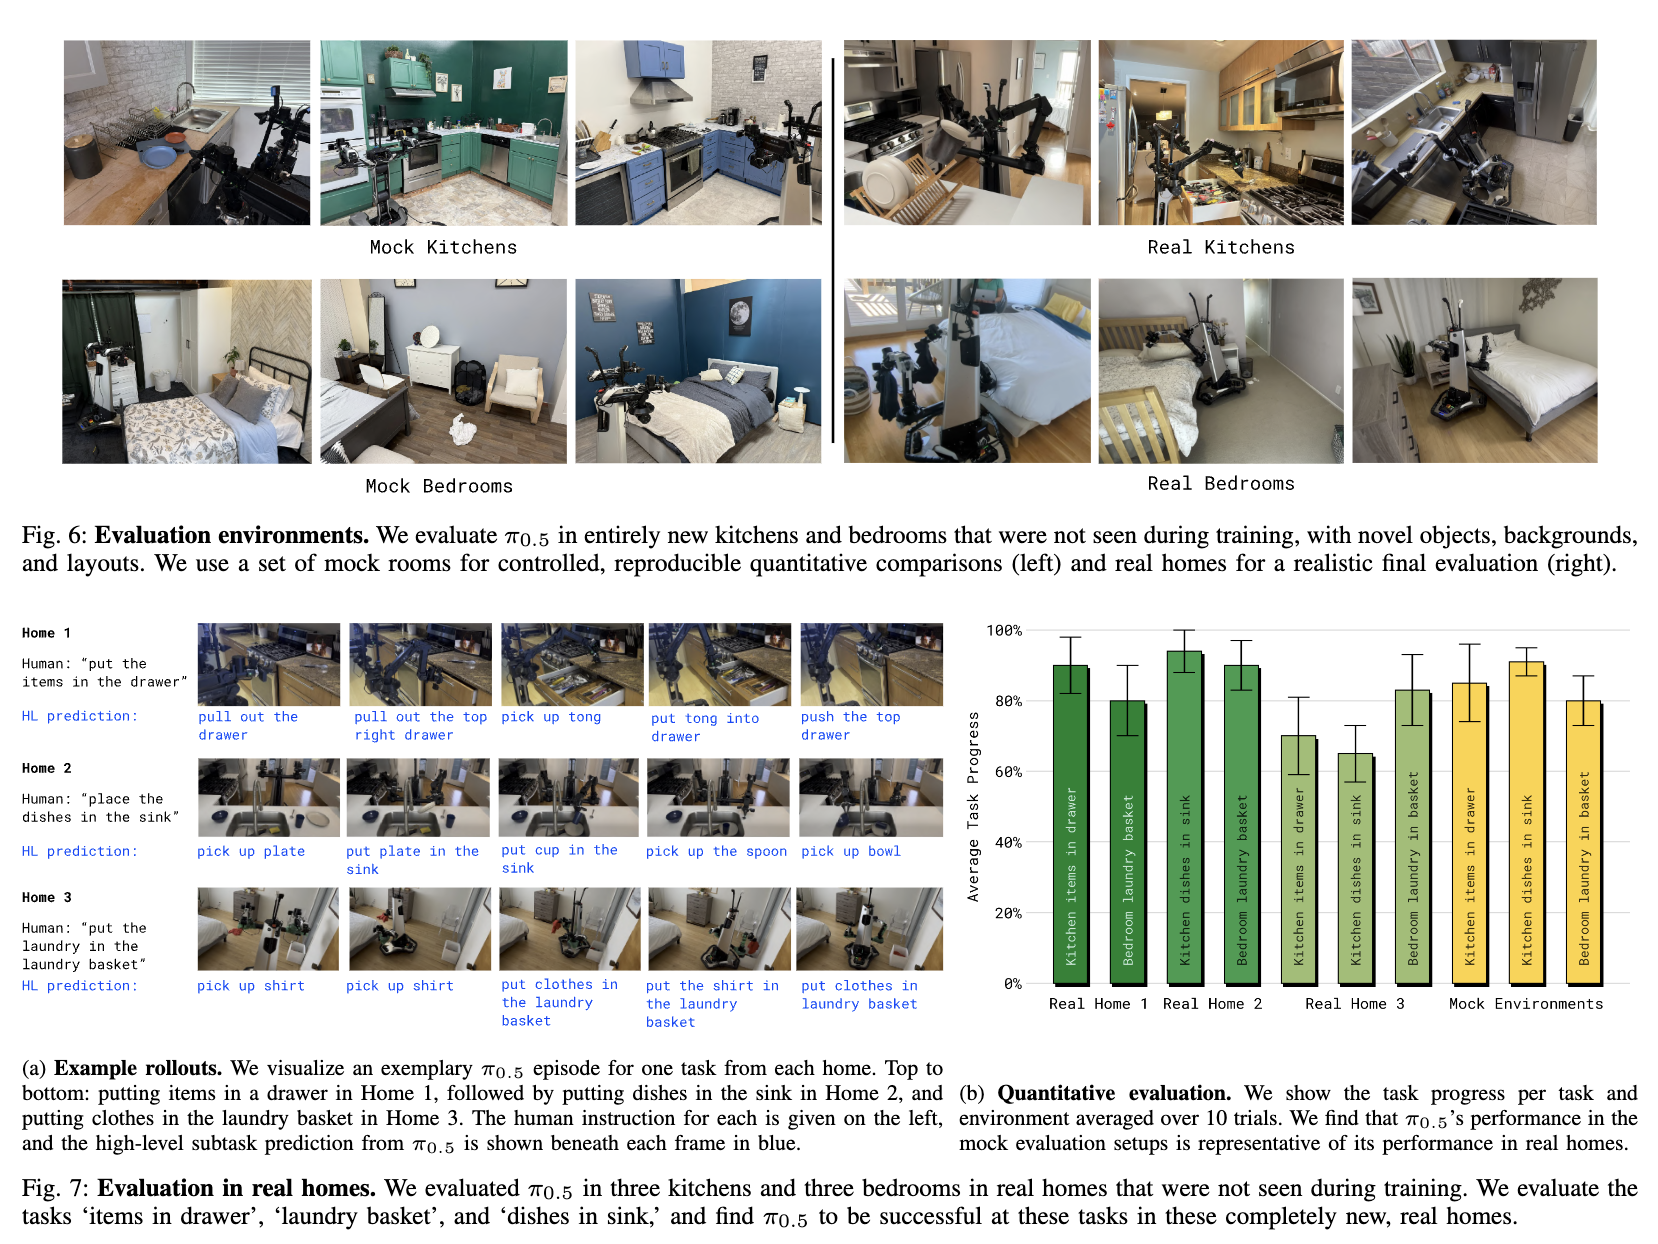 Mock Kitchens
Real Kitchens
Mock Bedrooms
Real Bedrooms
Fig. 6: Evaluation environments. We evaluate π0.5 in entirely new kitchens and bedrooms that were not seen during training, with novel objects, backgrounds,
and layouts. We use a set of mock rooms for controlled, reproducible quantitative comparisons (left) and real homes for a realistic final evaluation (right).
Home 1
Human: “put the
items in the drawer”
HL prediction:
pull out the
drawer
pull out the top
right drawer
pick up tong
put tong into
drawer
push the top
drawer
Home 2
Human: “place the
dishes in the sink”
HL prediction:
pick up plate
put plate in the
sink
put cup in the
sink
pick up the spoon
pick up bowl
Home 3
Human: “put the
laundry in the
laundry basket”
HL prediction:
pick up shirt
pick up shirt
put clothes in
the laundry
basket
put the shirt in
the laundry
basket
put clothes in
laundry basket
(a) Example rollouts. We visualize an exemplary π0.5 episode for one task from each home. Top to
bottom: putting items in a drawer in Home 1, followed by putting dishes in the sink in Home 2, and
putting clothes in the laundry basket in Home 3. The human instruction for each is given on the left,
and the high-level subtask prediction from π0.5 is shown beneath each frame in blue.
Average Task Progress
100%
80%
60%
40%
20%
0%
Kitchen items in drawer
Bedroom laundry basket
Kitchen dishes in sink
Bedroom laundry basket
Kitchen items in drawer
Kitchen dishes in sink
Bedroom laundry in basket
Kitchen items in drawer
Kitchen dishes in sink
Bedroom laundry in basket
Real Home 1
Real Home 2
Real Home 3
Mock Environments
(b) Quantitative evaluation. We show the task progress per task and
environment averaged over 10 trials. We find that π0.5's performance in the
mock evaluation setups is representative of its performance in real homes.
Fig. 7: Evaluation in real homes. We evaluated π0.5 in three kitchens and three bedrooms in real homes that were not seen during training. We evaluate the
tasks ‘items in drawer’, ‘laundry basket’, and ‘dishes in sink,’ and find π0.5 to be successful at these tasks in these completely new, real homes.